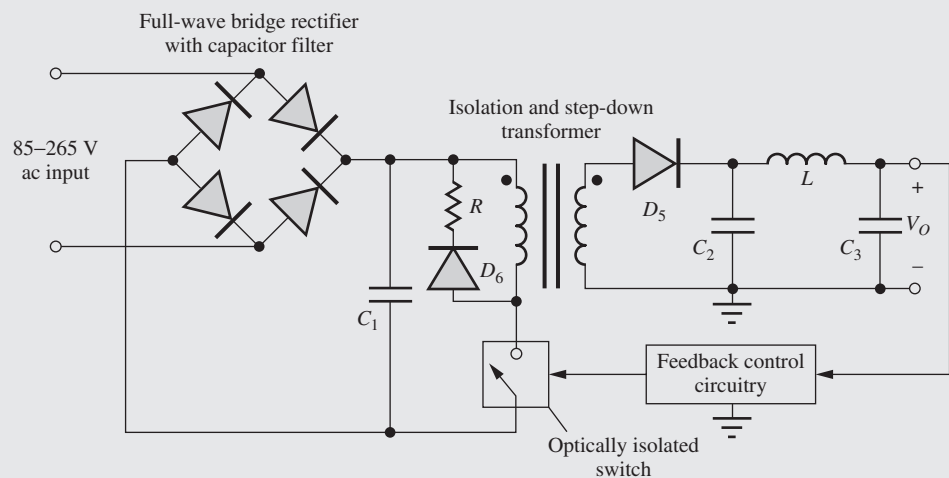 Full-wave bridge rectifier
with capacitor filter
Isolation and step-down
transformer
85–265 V
ac input
R
D6
C1
D5
L
C2
C3
+
VO
–
Feedback control
circuitry
Optically isolated
switch